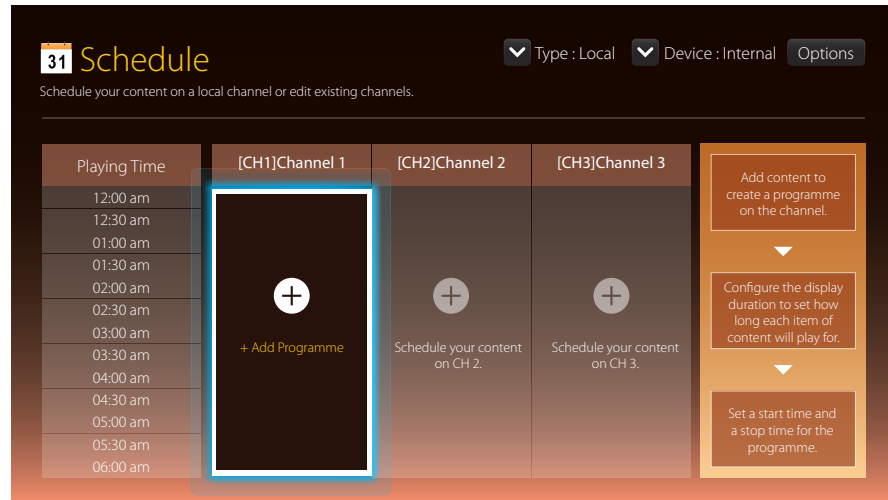 31 Schedule
Type : Local
Device : Internal
Options
Schedule your content on a local channel or edit existing channels.
Playing Time
[CH1]Channel 1
[CH2]Channel 2
[CH3]Channel 3
12:00 am
12:30 am
01:00 am
01:30 am
02:00 am
02:30 am
03:00 am
03:30 am
04:00 am
04:30 am
05:00 am
05:30 am
06:00 am
+ Add Programme
Schedule your content
on CH 2.
Schedule your content
on CH 3.
Add content to
create a programme
on the channel.
Configure the display
duration to set how
long each item of
content will play for.
Set a start time and
a stop time for the
programme.